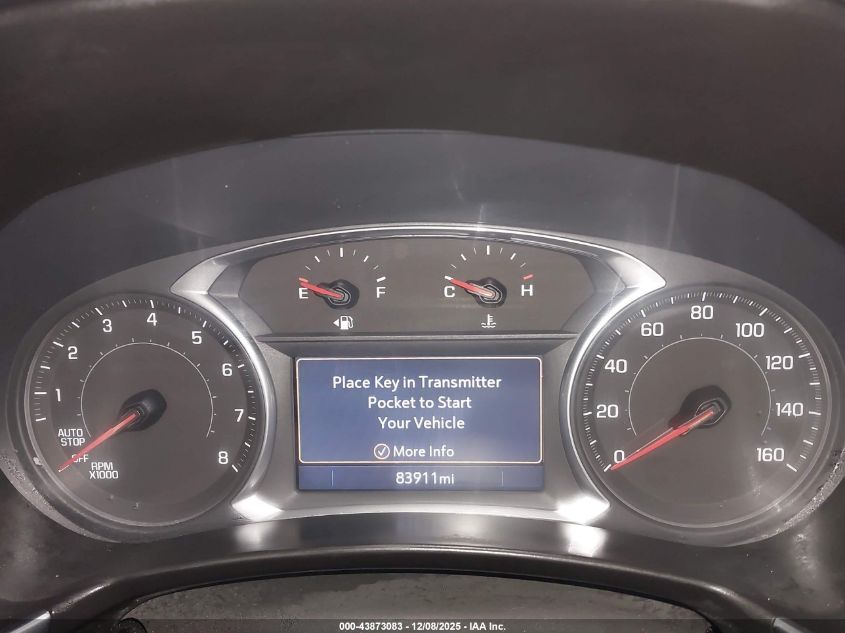 E F
C H
1 2 3 4 5 6 7 8
AUTO
STOP
OFF
RPM
X1000
Place Key in Transmitter
Pocket to Start
Your Vehicle
More Info
83911mi
0 20 40 60 80 100 120 140 160
000-43873083 - 12/08/2025 - IAA Inc.